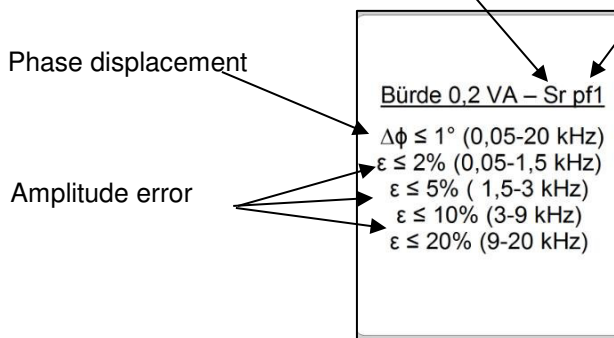 Phase displacement
Bürde 0,2 VA – Sr pf1
Δϕ ≤ 1° (0,05-20 kHz)
ε ≤ 2% (0,05-1,5 kHz)
Amplitude error
ε ≤ 5% ( 1,5-3 kHz)
ε ≤ 10% (3-9 kHz)
ε ≤ 20% (9-20 kHz)